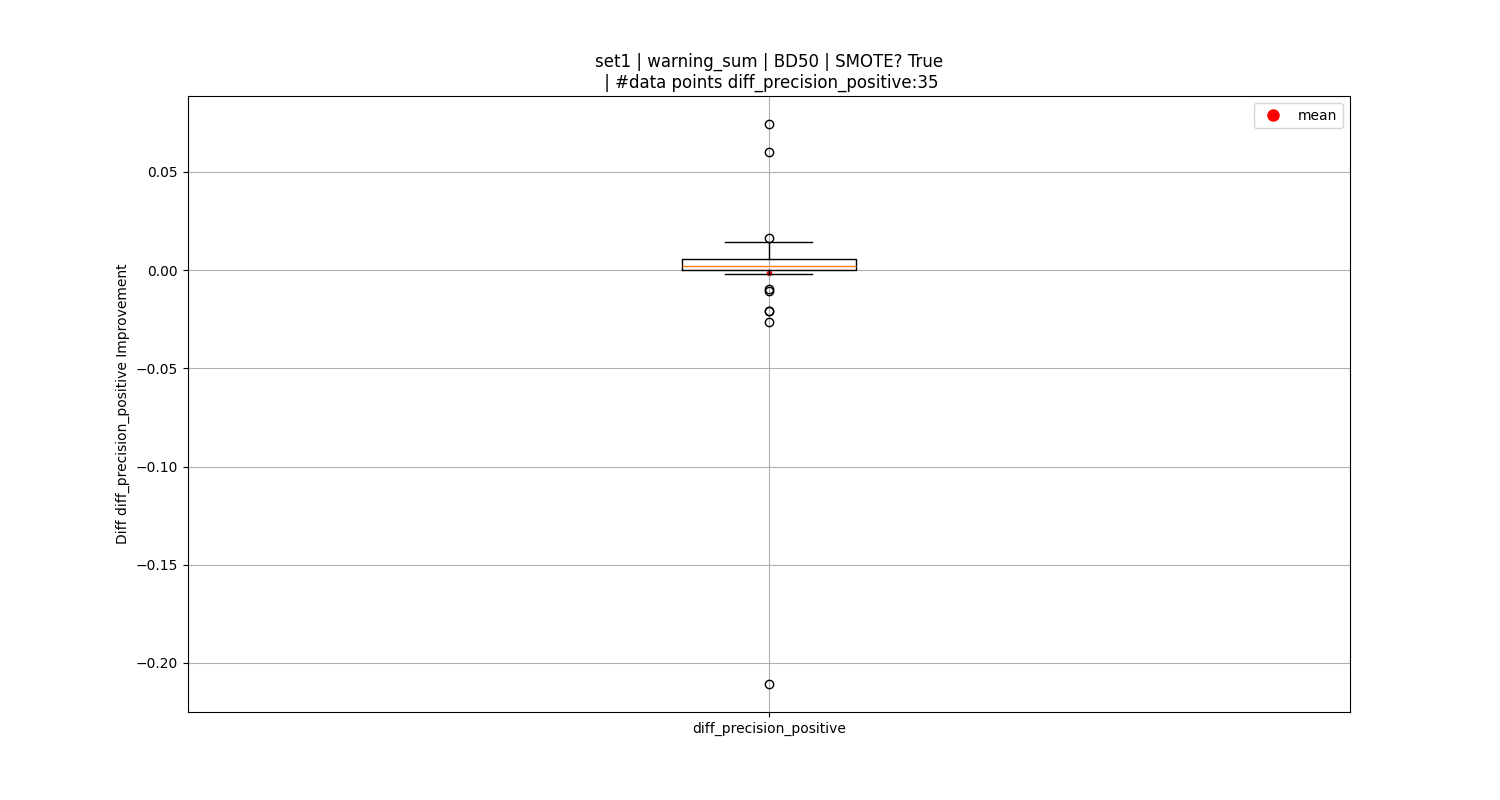 set1 | warning_sum | BD50 | SMOTE? True
| #data points diff_precision_positive:35
mean
0.05
0.00
−0.05
−0.10
−0.15
−0.20
Diff diff_precision_positive Improvement
diff_precision_positive